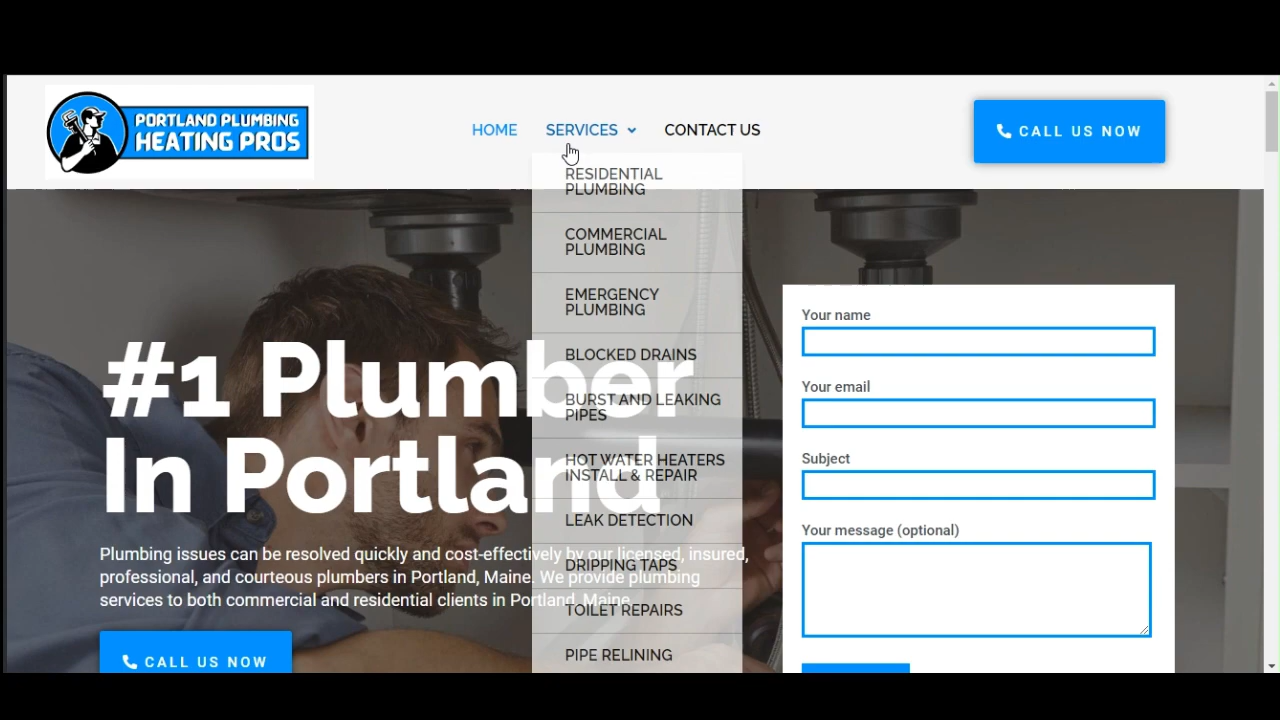 PORTLAND PLUMBING
HEATING PROS
HOME
SERVICES
CONTACT US
CALL US NOW
RESIDENTIAL
PLUMBING
COMMERCIAL
PLUMBING
EMERGENCY
PLUMBING
BLOCKED DRAINS
BURST AND LEAKING
PIPES
HOT WATER HEATERS
INSTALL & REPAIR
LEAK DETECTION
DRIPPING TAPS
TOILET REPAIRS
PIPE RELINING
#1 Plumber
In Portland
Plumbing issues can be resolved quickly and cost-effectively by our licensed, insured,
professional, and courteous plumbers in Portland, Maine. We provide plumbing
services to both commercial and residential clients in Portland, Maine.
CALL US NOW
Your name
Your email
Subject
Your message (optional)